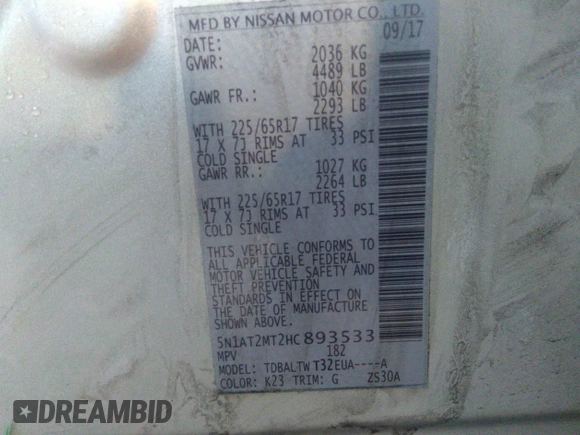 MFD BY NISSAN MOTOR CO., LTD.
DATE: 09/17
GVWR: 2036 KG
4489 LB
GAWR FR.: 1040 KG
2293 LB
WITH 225/65R17 TIRES
17 X 7J RIMS AT 33 PSI
COLD SINGLE
GAWR RR.: 1027 KG
2264 LB
WITH 225/65R17 TIRES
17 X 7J RIMS AT 33 PSI
COLD SINGLE
THIS VEHICLE CONFORMS TO
ALL APPLICABLE FEDERAL
MOTOR VEHICLE SAFETY AND
THEFT PREVENTION
STANDARDS IN EFFECT ON
THE DATE OF MANUFACTURE
SHOWN ABOVE.
5N1AT2MT2HC893533
MPV 182
MODEL: TDBALTW T32EUA----A
COLOR: K23 TRIM: G ZS30A
DREAMBID